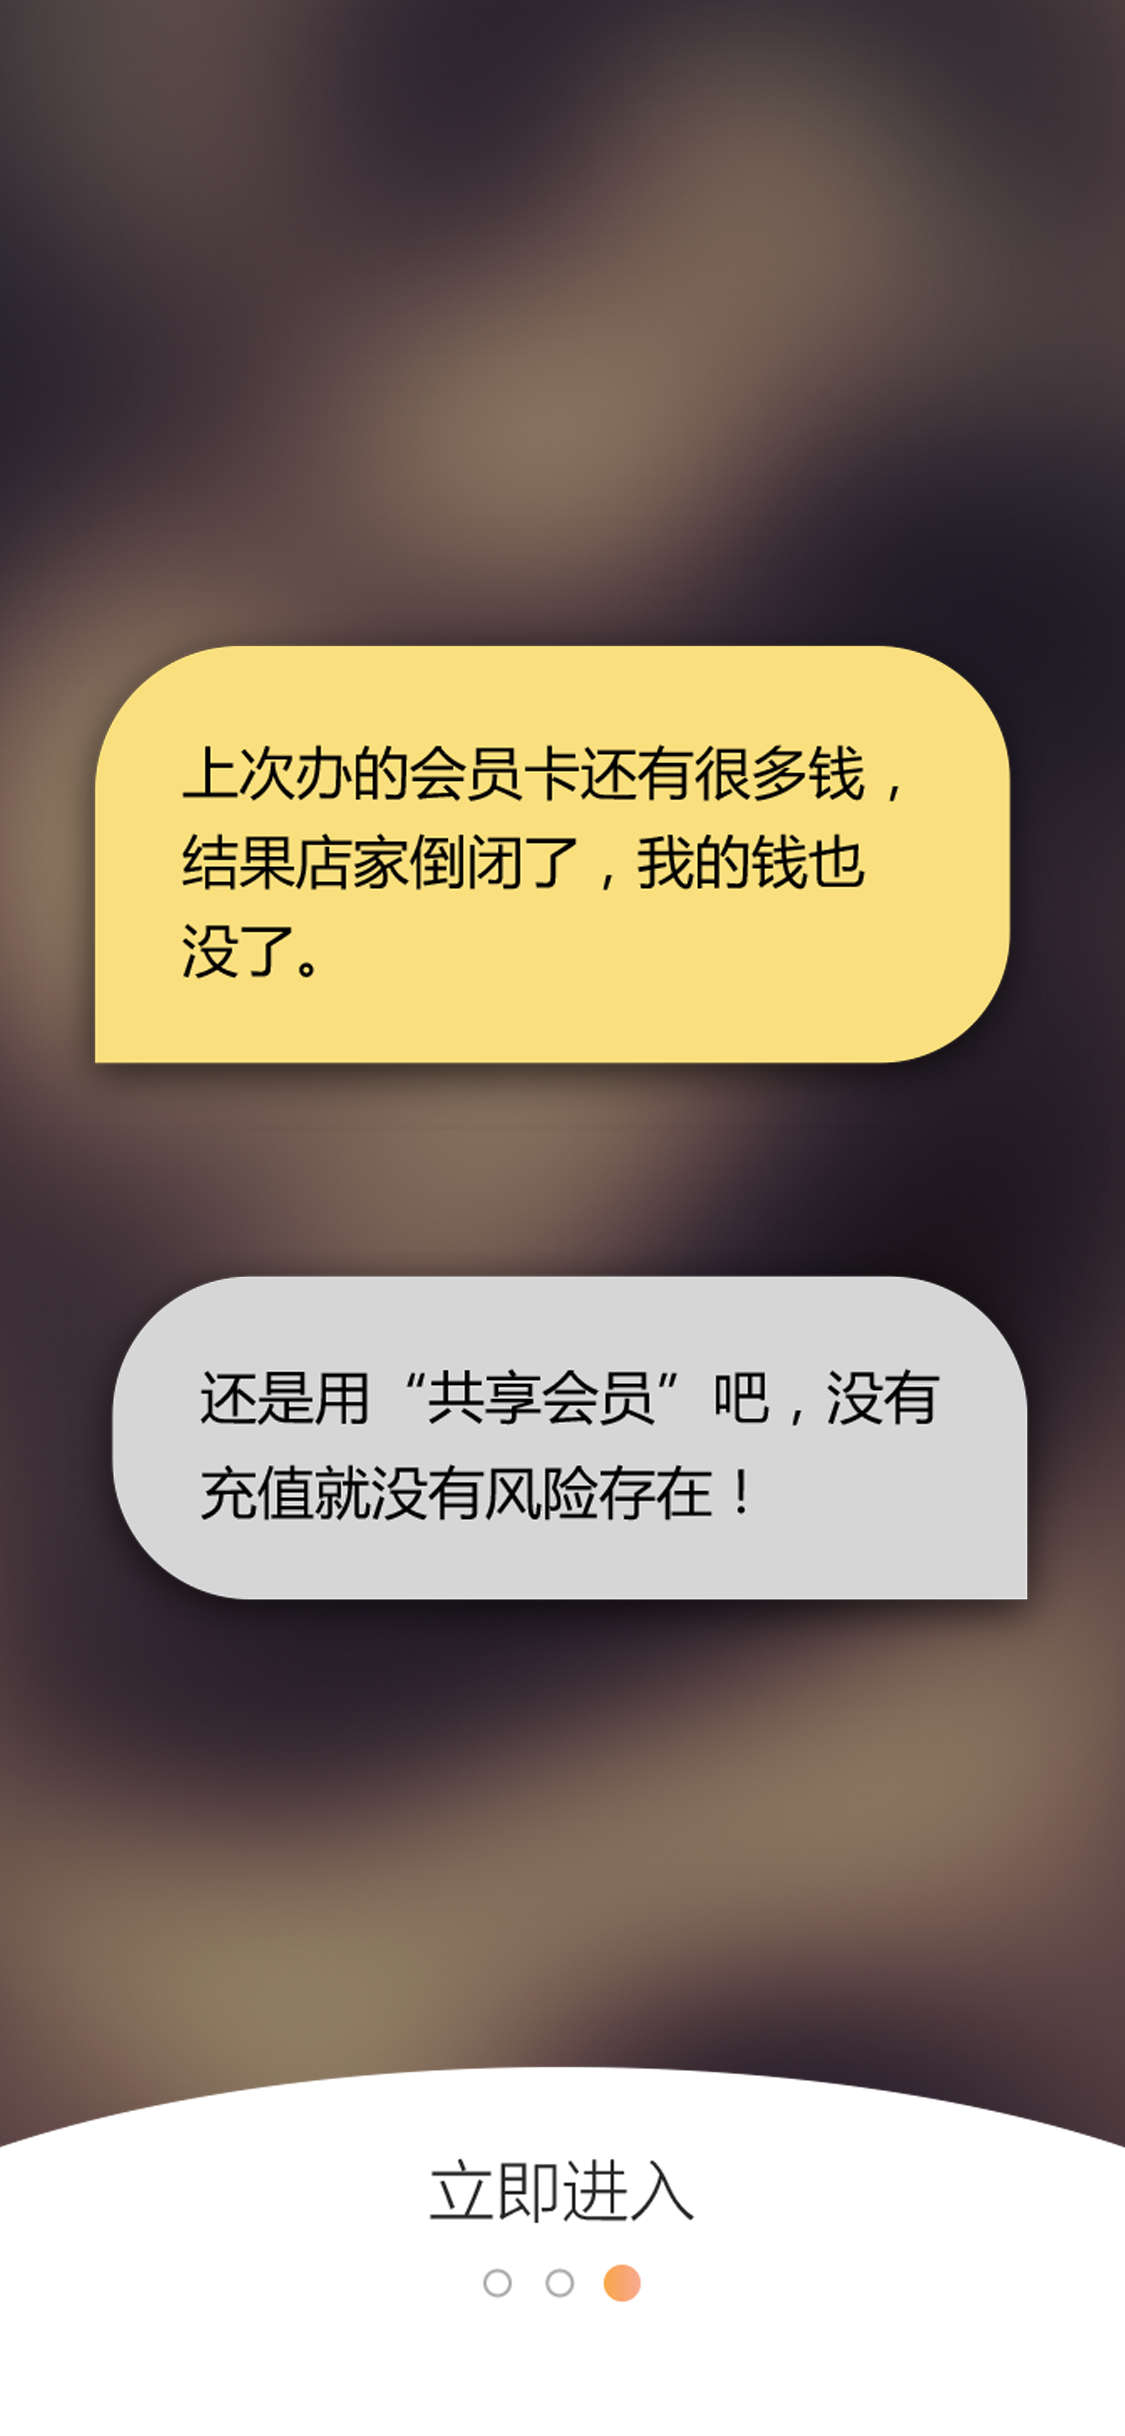 上次办的会员卡还有很多钱，
结果店家倒闭了，我的钱也
没了。
还是用“共享会员”吧，没有
充值就没有风险存在！
立即进入